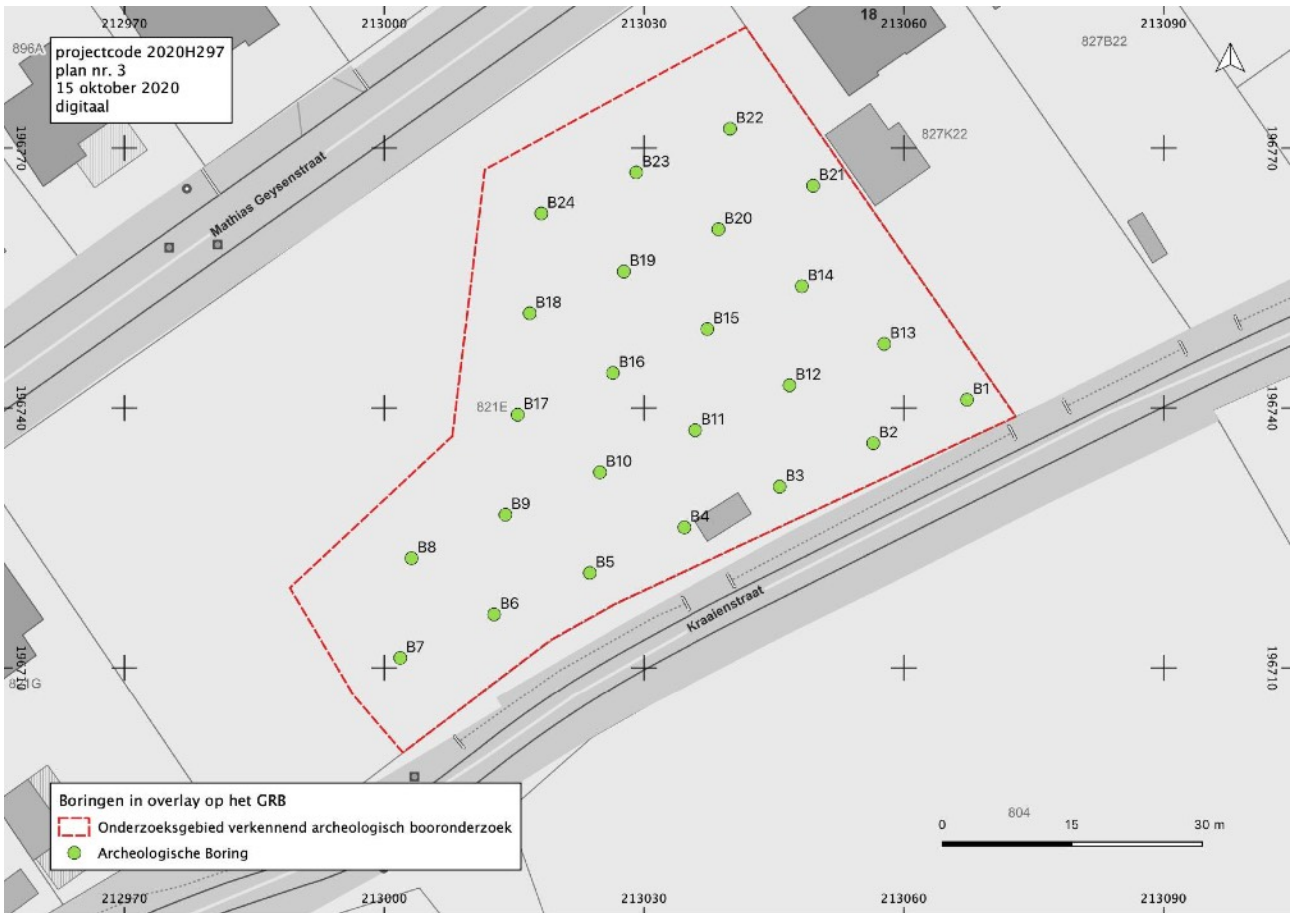 212970
213000
213030
213060
213090
18
896A
827B22
projectcode 2020H297
plan nr. 3
15 oktober 2020
digitaal
B22
827K22
196770
196770
B23
Mathias Geysenstraat
B21
B24
B20
B19
B14
B18
B15
B13
B16
B12
B1
821E
B17
196740
196740
B11
B2
B10
B3
B9
B4
B8
B5
B6
Kraaienstraat
B7
196710
196710
Boringen in overlay op het GRB
Onderzoeksgebied verkennend archeologisch booronderzoek
Archeologische Boring
804
0
15
30 m
212970
213000
213030
213060
213090